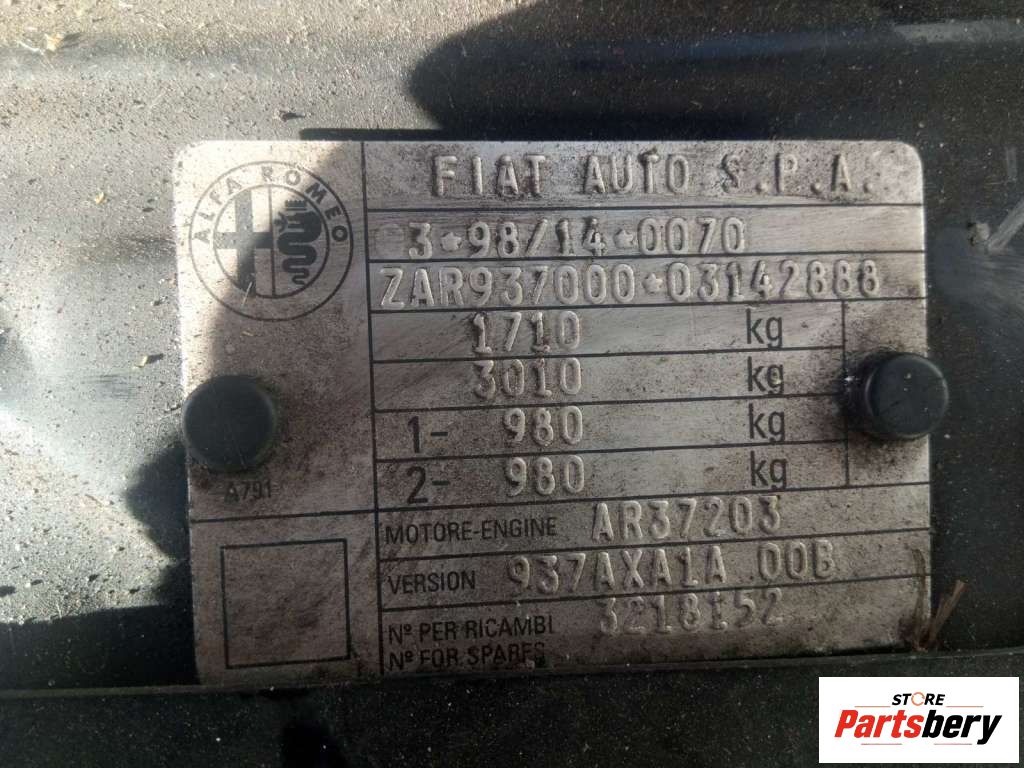 ALFA ROMEO
FIAT AUTO S.P.A.
3*98/14*0070
ZAR937000*03142888
1710 kg
3010 kg
1- 980 kg
2- 980 kg
A791
MOTORE-ENGINE AR37203
VERSION 937AXA1A 00B
Nº PER RICAMBI 3218152
Nº FOR SPARES
STORE
Partsbery